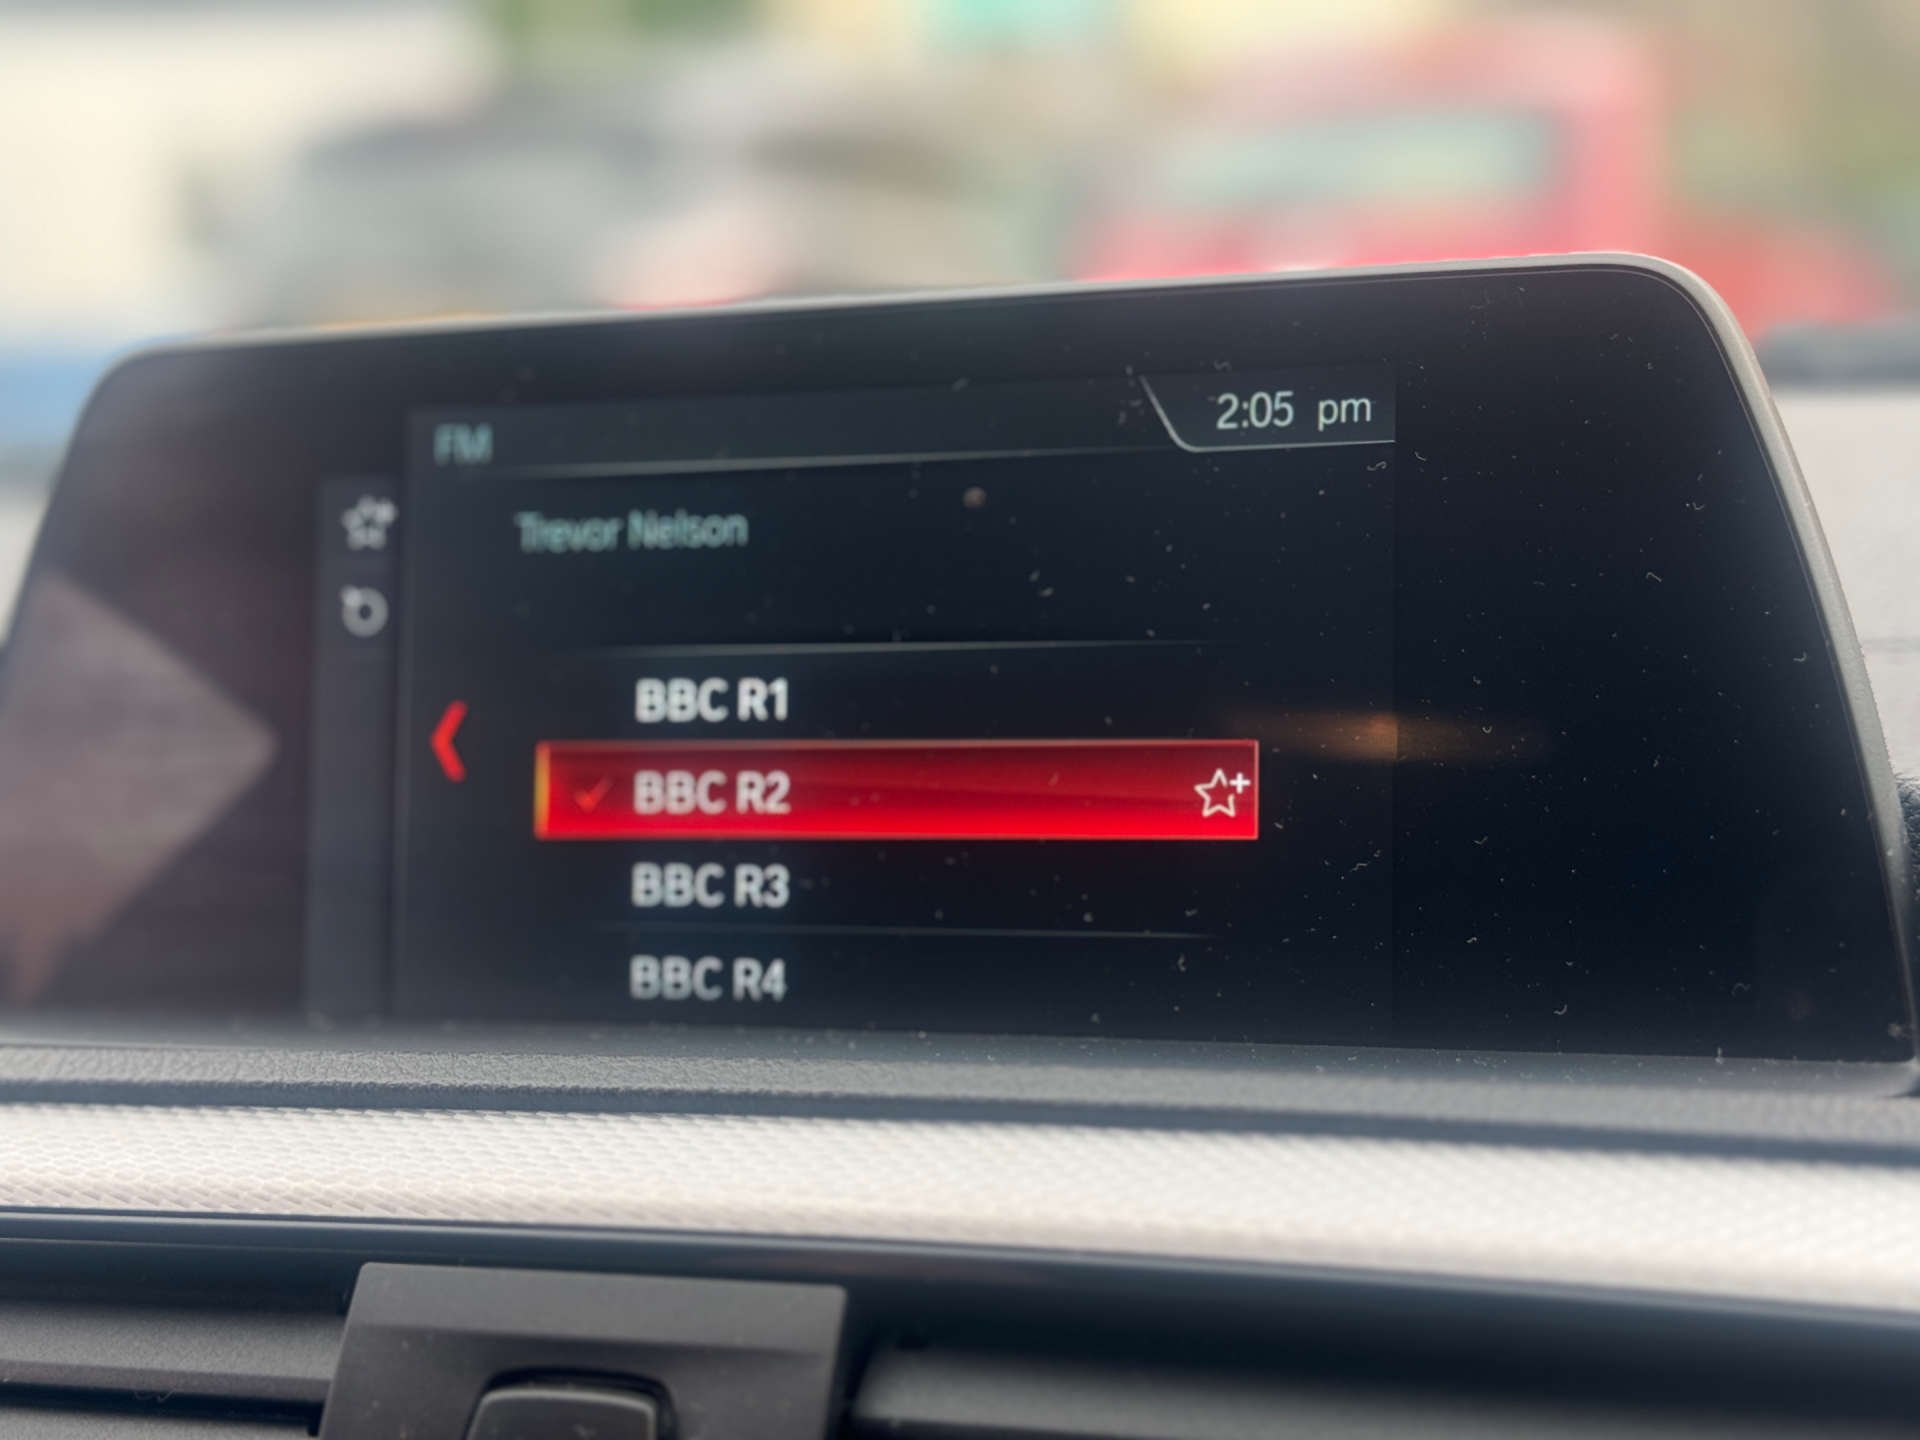 2:05 pm
FM
Trevor Nelson
BBC R1
BBC R2
BBC R3
BBC R4